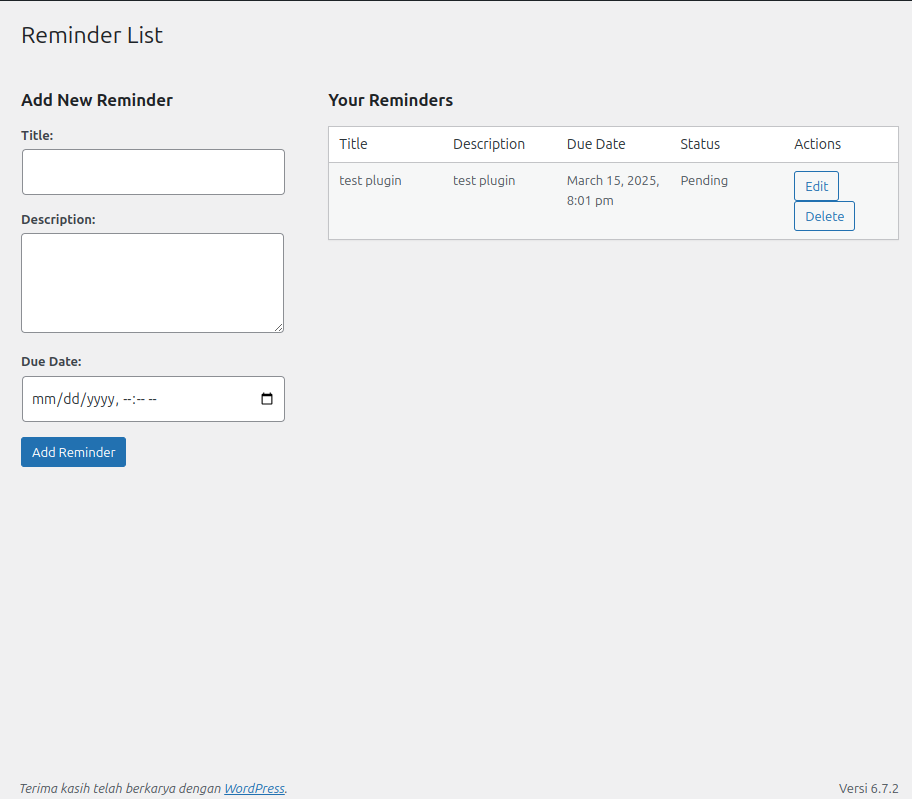 Reminder List
Add New Reminder
Title:
Description:
Due Date:
mm/dd/yyyy, --:-- --
Add Reminder
Your Reminders
Title Description Due Date Status Actions
test plugin test plugin March 15, 2025, Pending Edit
8:01 pm
Delete
Terima kasih telah berkarya dengan WordPress.
Versi 6.7.2